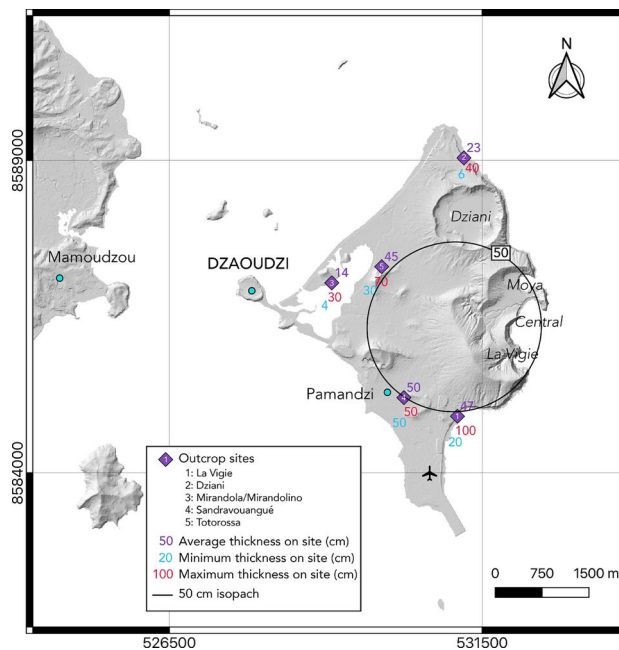 N
8589000
23
2
40
6
Dziani
Mamoudzou
DZAOUDZI
50
45
5
70
30
14
3
30
4
Moya
Central
La Vigie
Pamandzi
50
4
50
50
47
1
100
20
8584000
1 Outcrop sites
1: La Vigie
2: Dziani
3: Mirandola/Mirandolino
4: Sandravouangué
5: Totorossa
50 Average thickness on site (cm)
20 Minimum thickness on site (cm)
100 Maximum thickness on site (cm)
50 cm isopach
0 750 1500 m
526500
531500